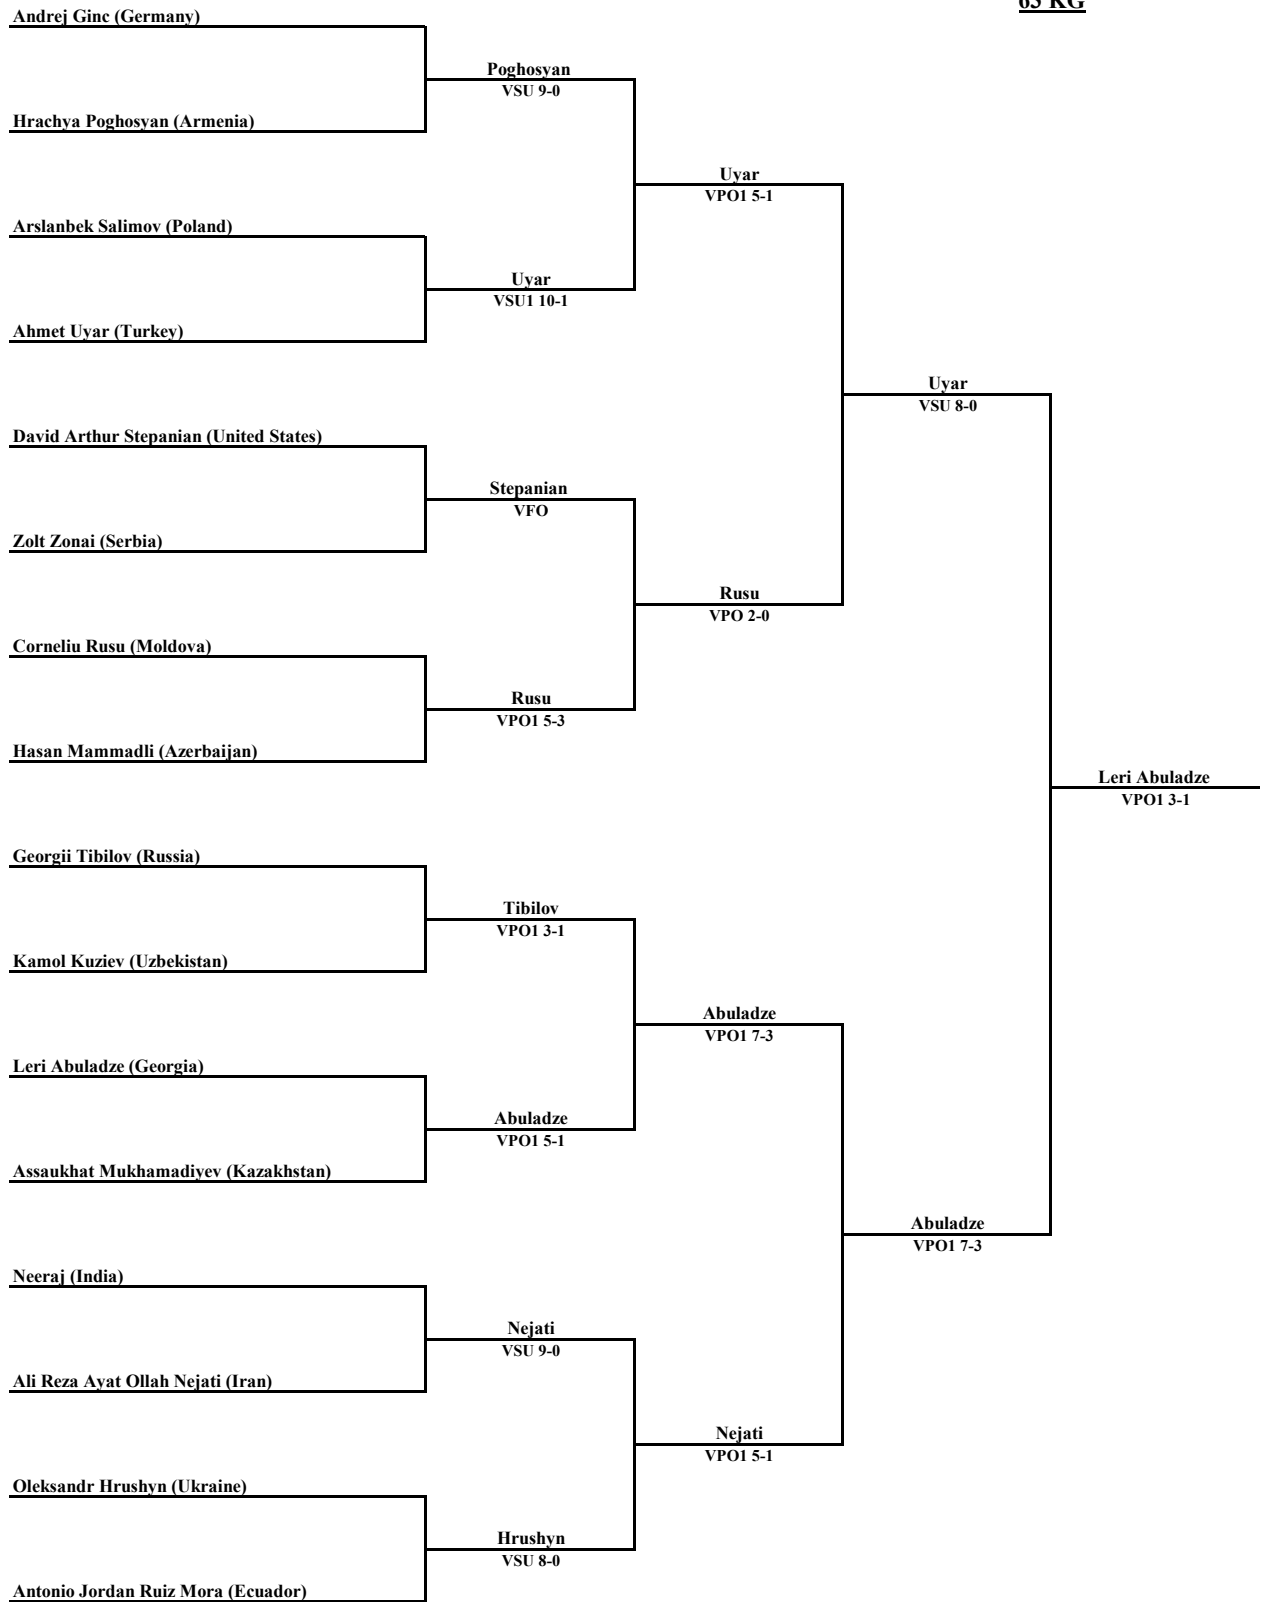 65 KG
Andrej Ginc (Germany)
Poghosyan
VSU 9-0
Hrachya Poghosyan (Armenia)
Uyar
VPO1 5-1
Arslanbek Salimov (Poland)
Uyar
VSU1 10-1
Ahmet Uyar (Turkey)
Uyar
VSU 8-0
David Arthur Stepanian (United States)
Stepanian
VFO
Zolt Zonai (Serbia)
Rusu
VPO 2-0
Corneliu Rusu (Moldova)
Rusu
VPO1 5-3
Hasan Mammadli (Azerbaijan)
Leri Abuladze
VPO1 3-1
Georgii Tibilov (Russia)
Tibilov
VPO1 3-1
Kamol Kuziev (Uzbekistan)
Abuladze
VPO1 7-3
Leri Abuladze (Georgia)
Abuladze
VPO1 5-1
Assaukhat Mukhamadiyev (Kazakhstan)
Abuladze
VPO1 7-3
Neeraj (India)
Nejati
VSU 9-0
Ali Reza Ayat Ollah Nejati (Iran)
Nejati
VPO1 5-1
Oleksandr Hrushyn (Ukraine)
Hrushyn
VSU 8-0
Antonio Jordan Ruiz Mora (Ecuador)